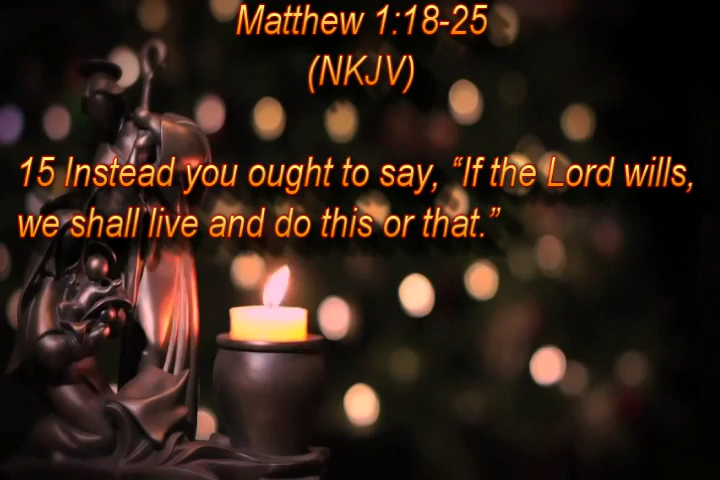 Matthew 1:18-25
(NKJV)
15 Instead you ought to say, “If the Lord wills,
we shall live and do this or that.”